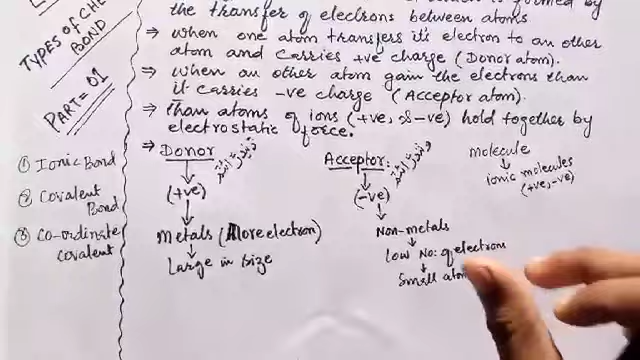 TYPES OF CHE
BOND
PART= 01
① Ionic Bond
② Covalent
Bond
③ Co-ordinate
covalent
is formed by
the transfer of electrons between atoms
⇒ When one atom transfers it's electron to an other
atom and carries +ve charge (Donor atom).
⇒ when an other atom gain the electrons than
it carries -ve charge (Acceptor atom).
⇒ Than atoms of ions (+ve, & -ve) hold together by
electrostatic force.
⇒ Donor
(+ve)
Metals (More electron)
Large in size
Acceptor:
(-ve)
Non-metals
Low No: of electrons
Small atom
molecule
ionic molecules
(+ve, -ve)